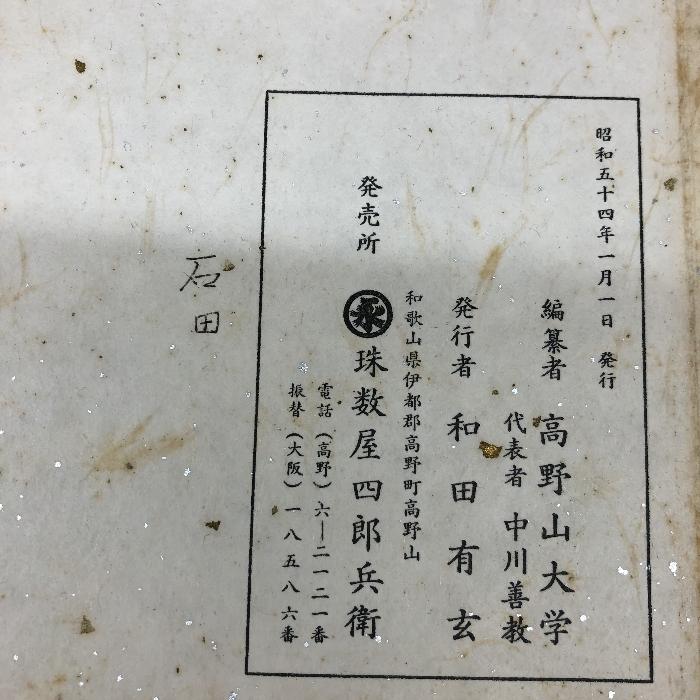 昭和五十四年一月一日 発行
編纂者 高野山大学
代表者 中川善教
発行者 和田有玄
和歌山県伊都郡高野町高野山
発売所 永 珠数屋四郎兵衛
電話(高野)六―二一二一番
振替(大阪)一八五八六番
石田